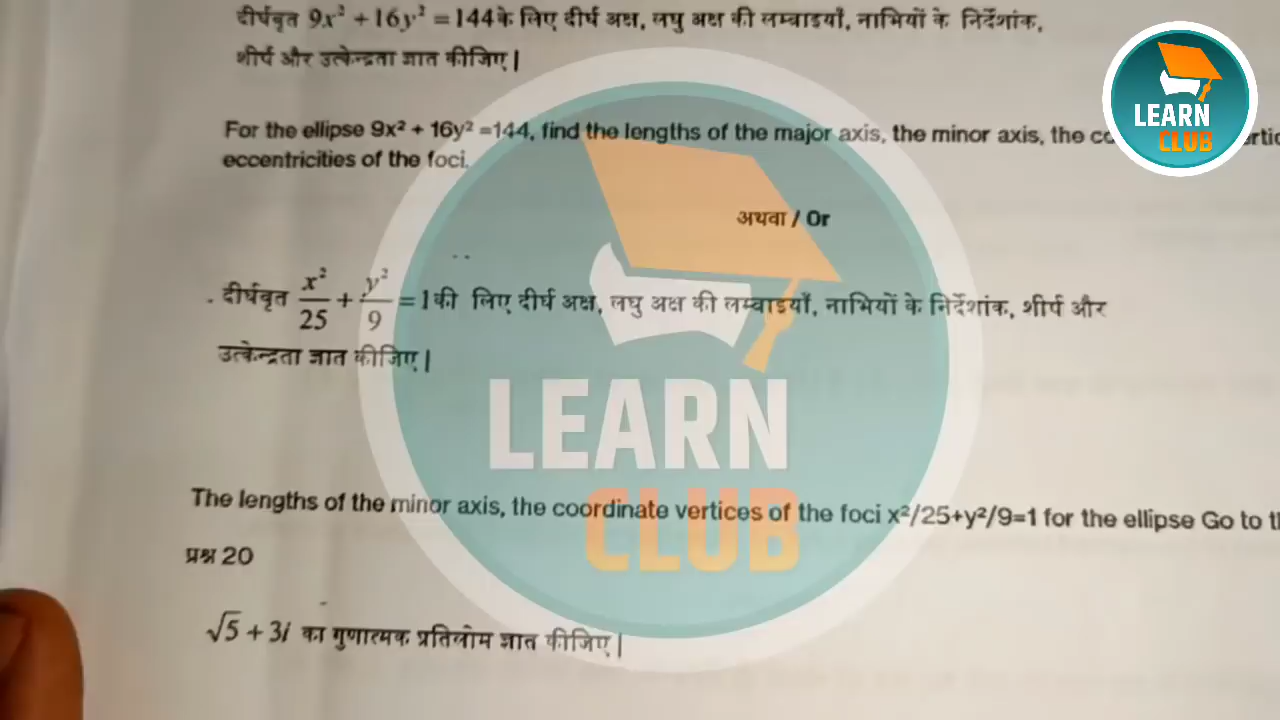 दीर्घवृत 9x² + 16y² = 144 के लिए दीर्घ अक्ष, लघु अक्ष की लम्बाइयाँ, नाभियों के निर्देशांक,
शीर्ष और उत्केन्द्रता ज्ञात कीजिए |
LEARN
CLUB
For the ellipse 9x² + 16y² =144, find the lengths of the major axis, the minor axis, the
eccentricities of the foci.
अथवा / Or
दीर्घवृत x²/25 + y²/9 = 1 की लिए दीर्घ अक्ष, लघु अक्ष की लम्बाइयाँ, नाभियों के निर्देशांक, शीर्ष और
उत्केन्द्रता ज्ञात कीजिए |
LEARN
CLUB
The lengths of the minor axis, the coordinate vertices of the foci x²/25+y²/9=1 for the ellipse Go to
प्रश्न 20
√5 + 3i का गुणात्मक प्रतिलोम ज्ञात कीजिए |